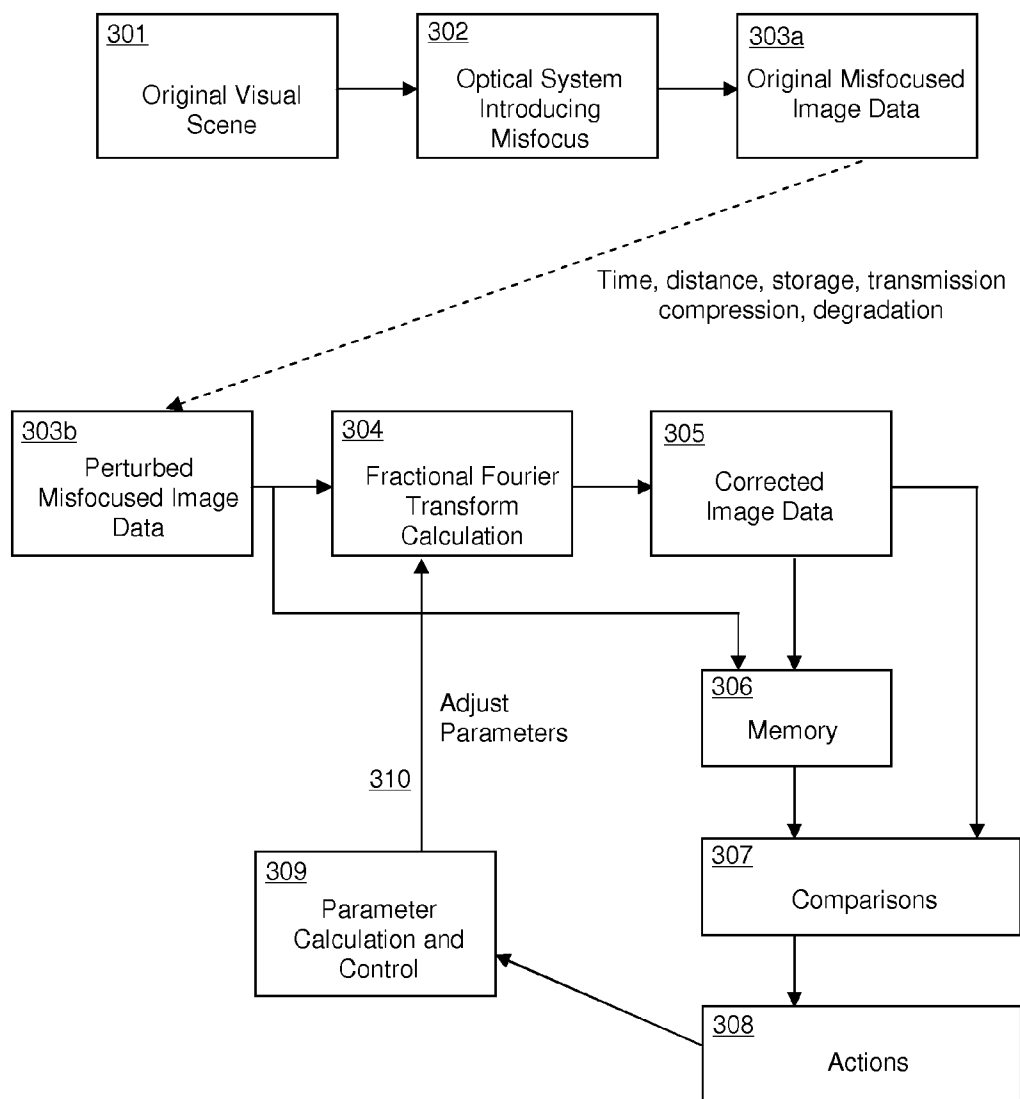 301
Original Visual
Scene
302
Optical System
Introducing
Misfocus
303a
Original Misfocused
Image Data
Time, distance, storage, transmission
compression, degradation
303b
Perturbed
Misfocused Image
Data
304
Fractional Fourier
Transform
Calculation
305
Corrected
Image Data
306
Memory
Adjust
Parameters
310
307
Comparisons
309
Parameter
Calculation and
Control
308
Actions